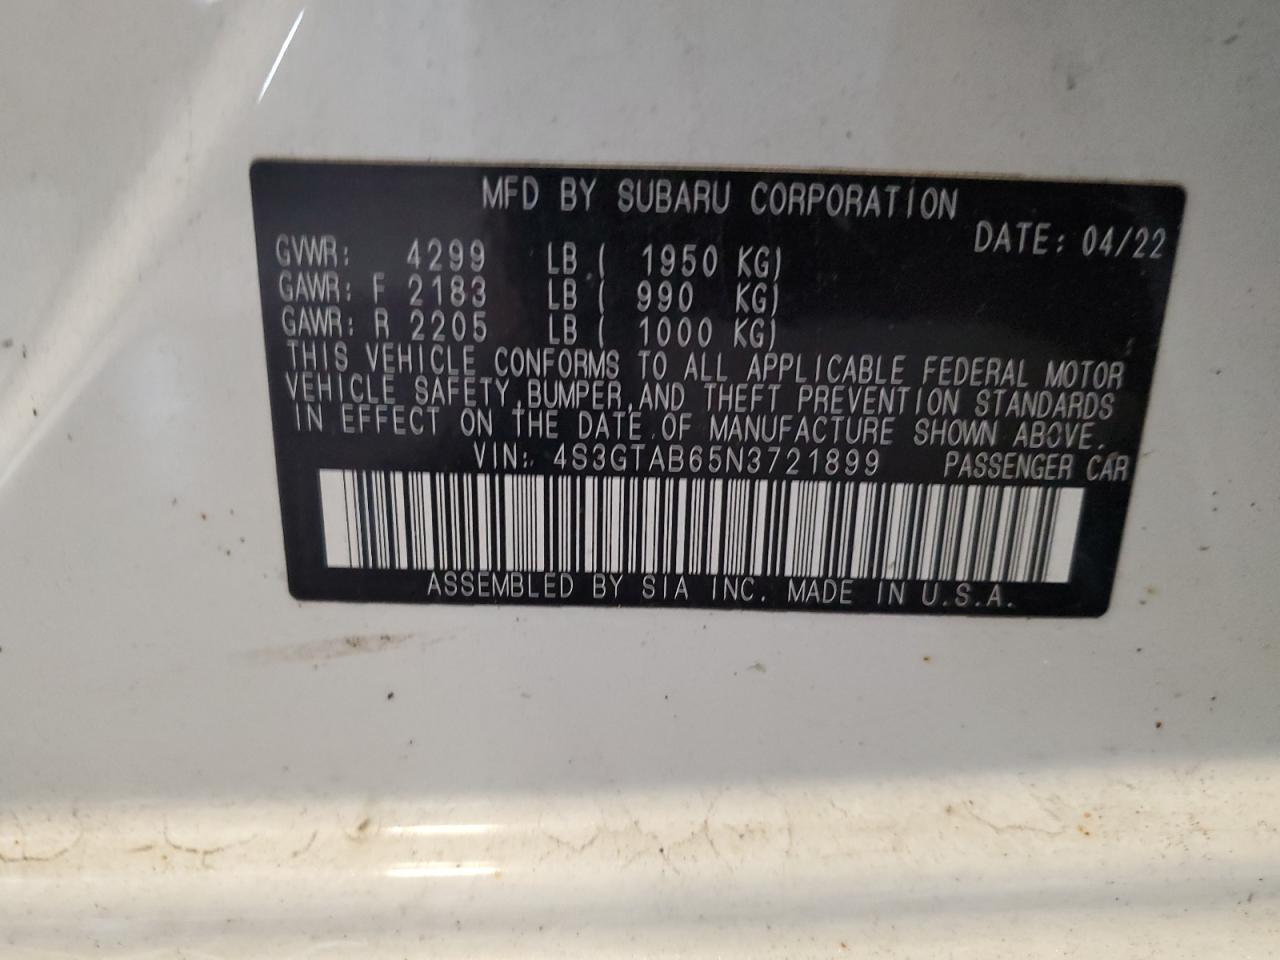 MFD BY SUBARU CORPORATION
DATE: 04/22
GVWR: 4299 LB ( 1950 KG)
GAWR: F 2183 LB ( 990 KG)
GAWR: R 2205 LB ( 1000 KG)
THIS VEHICLE CONFORMS TO ALL APPLICABLE FEDERAL MOTOR
VEHICLE SAFETY, BUMPER, AND THEFT PREVENTION STANDARDS
IN EFFECT ON THE DATE OF MANUFACTURE SHOWN ABOVE.
VIN: 4S3GTAB65N3721899 PASSENGER CAR
ASSEMBLED BY SIA INC. MADE IN U.S.A.